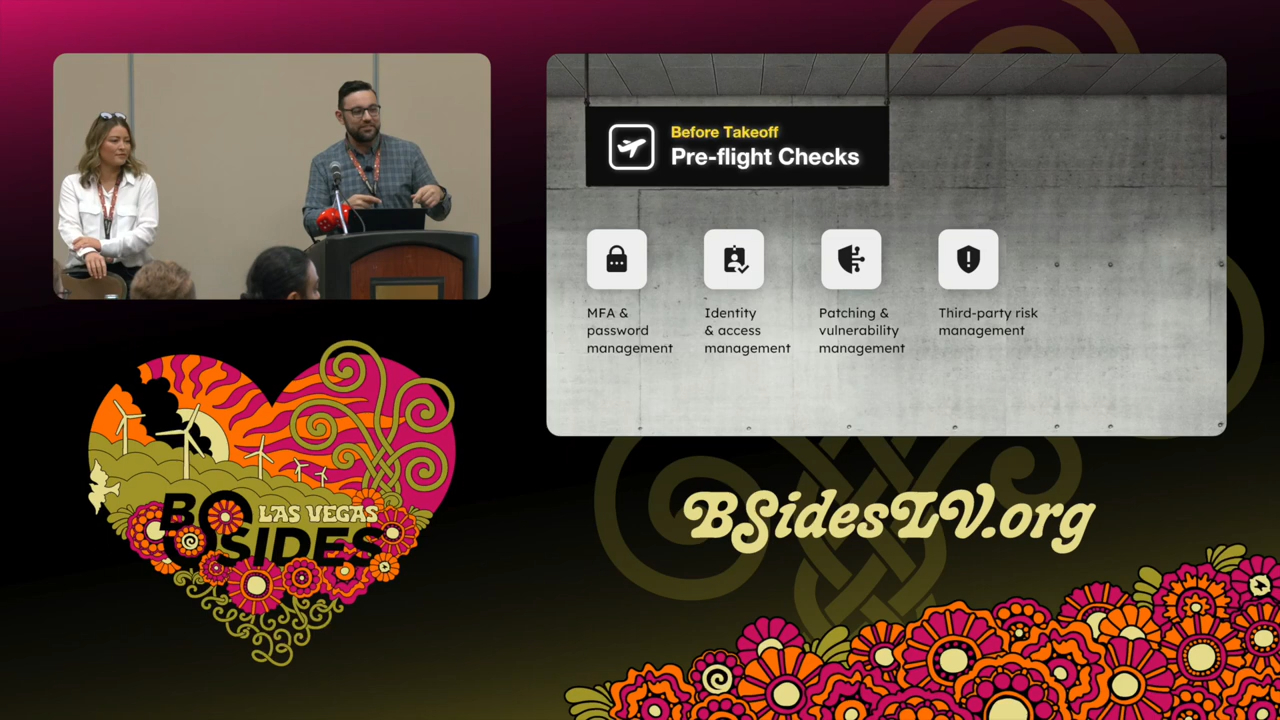 Before Takeoff
Pre-flight Checks
MFA &
password
management
Identity
& access
management
Patching &
vulnerability
management
Third-party risk
management
BSIDES
LAS VEGAS
BSidesLV.org